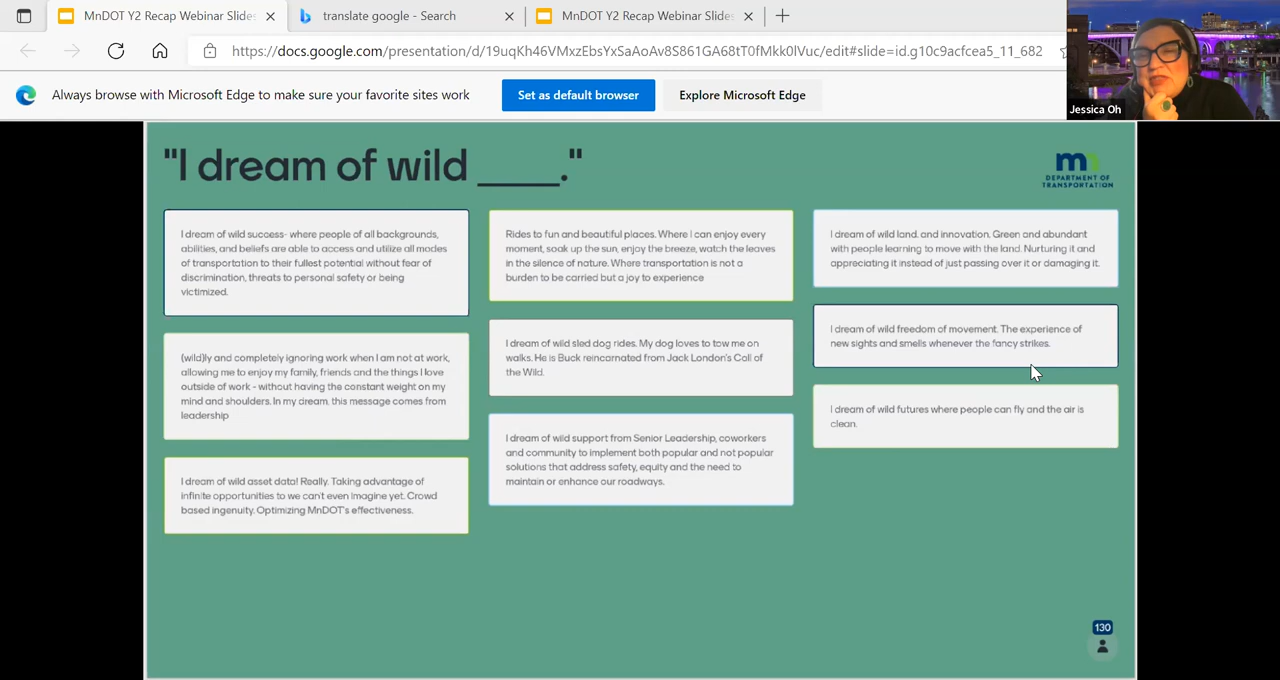 MnDOT Y2 Recap Webinar Slides
translate google - Search
MnDOT Y2 Recap Webinar Slides
https://docs.google.com/presentation/d/19uqKh46VMxzEbsYxSaAoAv8S861GA68tT0fMkk0lVuc/edit#slide=id.g10c9acfcea5_11_682
Always browse with Microsoft Edge to make sure your favorite sites work
Set as default browser
Explore Microsoft Edge
Jessica Oh
"I dream of wild ____."
mn
DEPARTMENT OF
TRANSPORTATION
I dream of wild success- where people of all backgrounds,
abilities, and beliefs are able to access and utilize all modes
of transportation to their fullest potential without fear of
discrimination, threats to personal safety or being
victimized.
(wild)ly and completely ignoring work when I am not at work,
allowing me to enjoy my family, friends and the things I love
outside of work - without having the constant weight on my
mind and shoulders. In my dream, this message comes from
leadership
I dream of wild asset data! Really. Taking advantage of
infinite opportunities to we can't even imagine yet. Crowd
based ingenuity. Optimizing MnDOT's effectiveness.
Rides to fun and beautiful places. Where I can enjoy every
moment, soak up the sun, enjoy the breeze, watch the leaves
in the silence of nature. Where transportation is not a
burden to be carried but a joy to experience
I dream of wild sled dog rides. My dog loves to tow me on
walks. He is Buck reincarnated from Jack London's Call of
the Wild.
I dream of wild support from Senior Leadership, coworkers
and community to implement both popular and not popular
solutions that address safety, equity and the need to
maintain or enhance our roadways.
I dream of wild land, and innovation. Green and abundant
with people learning to move with the land. Nurturing it and
appreciating it instead of just passing over it or damaging it.
I dream of wild freedom of movement. The experience of
new sights and smells whenever the fancy strikes.
I dream of wild futures where people can fly and the air is
clean.
130